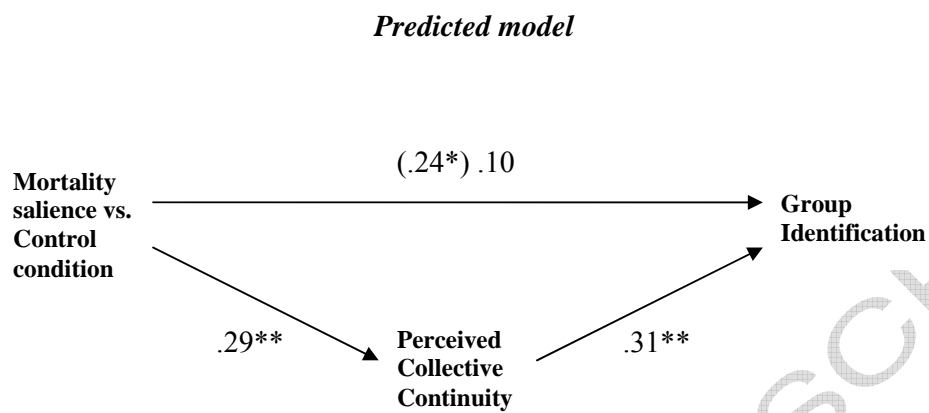 Predicted model
(.24*) .10
Mortality
salience vs.
Control
condition
Group
Identification
.29**
Perceived
Collective
Continuity
.31**